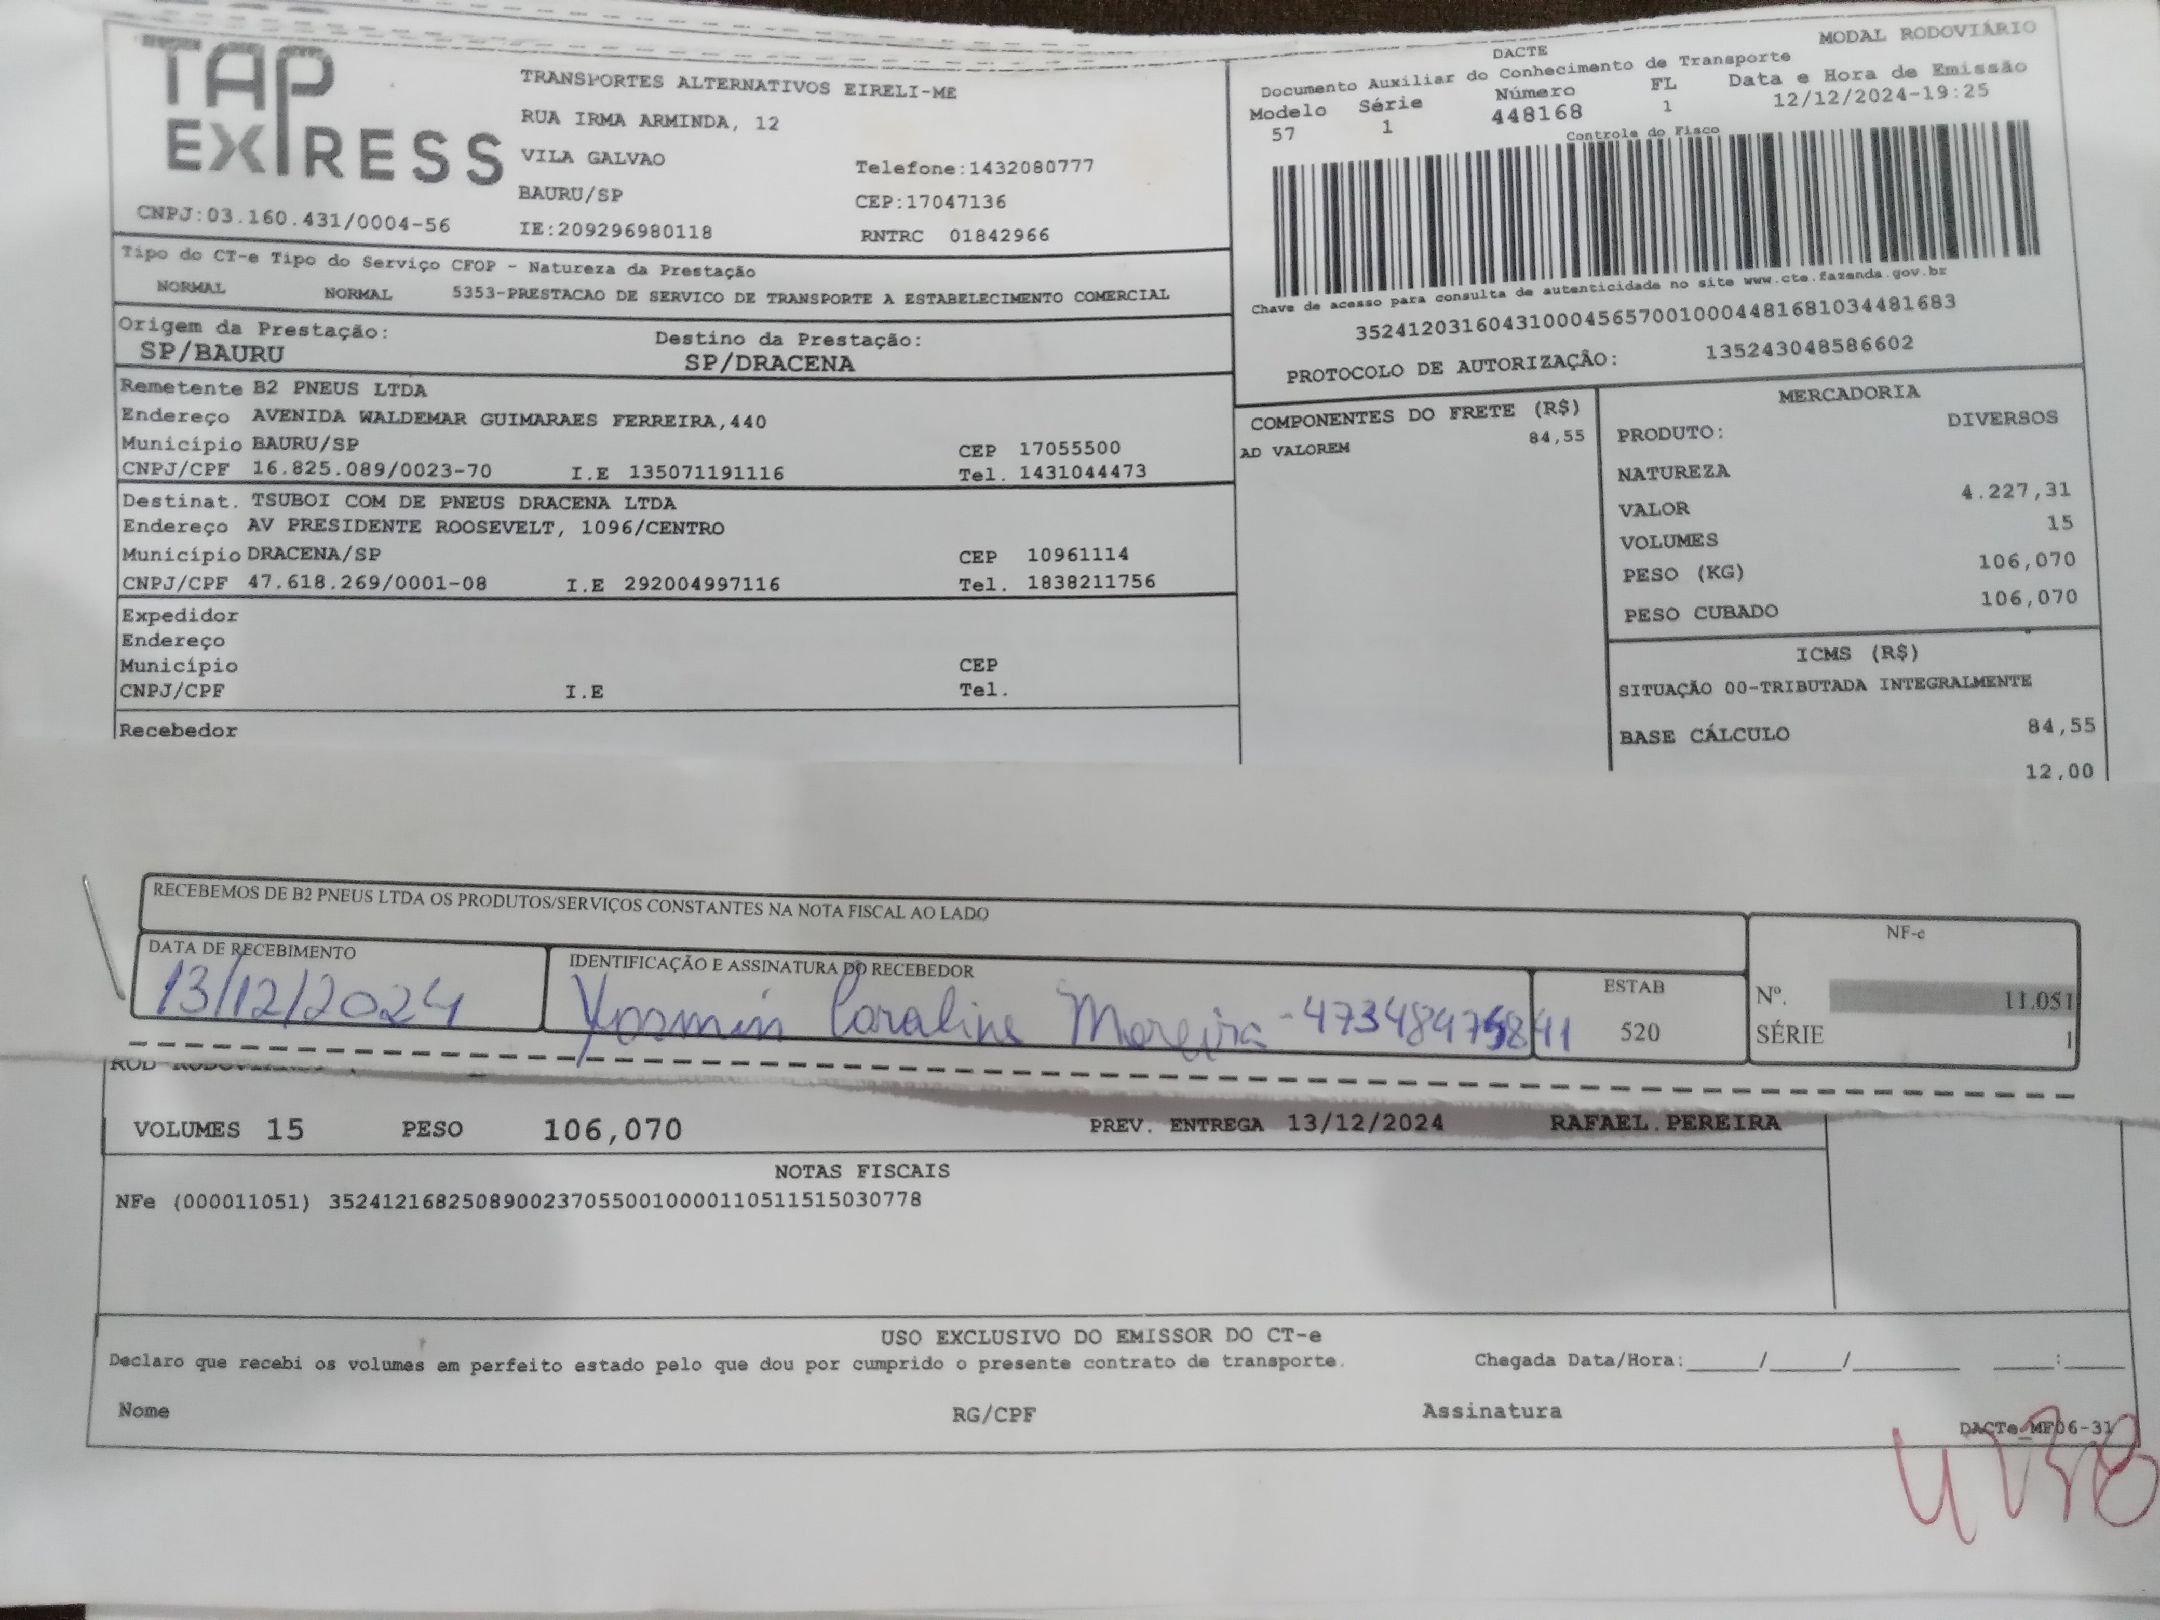 TAP EXPRESS
TRANSPORTES ALTERNATIVOS EIRELI-ME
RUA IRMA ARMINDA, 12
VILA GALVAO Telefone:1432080777
BAURU/SP CEP:17047136
CNPJ:03.160.431/0004-56 IE:209296980118 RNTRC 01842966
MODAL RODOVIÁRIO
DACTE
Documento Auxiliar do Conhecimento de Transporte
Modelo Série Número FL Data e Hora de Emissão
57 1 448168 1 12/12/2024-19:25
Controle do Fisco
Chave de acesso para consulta de autenticidade no site www.cte.fazenda.gov.br
35241203160431000456570010004481681034481683
PROTOCOLO DE AUTORIZAÇÃO: 135243048586602
Tipo do CT-e Tipo do Serviço CFOP - Natureza da Prestação
NORMAL NORMAL 5353-PRESTACAO DE SERVICO DE TRANSPORTE A ESTABELECIMENTO COMERCIAL
Origem da Prestação: Destino da Prestação:
SP/BAURU SP/DRACENA
Remetente B2 PNEUS LTDA
Endereço AVENIDA WALDEMAR GUIMARAES FERREIRA,440
Município BAURU/SP CEP 17055500
CNPJ/CPF 16.825.089/0023-70 I.E 135071191116 Tel. 1431044473
Destinat. TSUBOI COM DE PNEUS DRACENA LTDA
Endereço AV PRESIDENTE ROOSEVELT, 1096/CENTRO
Município DRACENA/SP CEP 10961114
CNPJ/CPF 47.618.269/0001-08 I.E 292004997116 Tel. 1838211756
Expedidor
Endereço
Município CEP
CNPJ/CPF I.E Tel.
Recebedor
COMPONENTES DO FRETE (R$)
AD VALOREM 84,55
MERCADORIA
PRODUTO: DIVERSOS
NATUREZA
VALOR 4.227,31
VOLUMES 15
PESO (KG) 106,070
PESO CUBADO 106,070
ICMS (R$)
SITUAÇÃO 00-TRIBUTADA INTEGRALMENTE
BASE CÁLCULO 84,55
12,00
RECEBEMOS DE B2 PNEUS LTDA OS PRODUTOS/SERVIÇOS CONSTANTES NA NOTA FISCAL AO LADO
DATA DE RECEBIMENTO IDENTIFICAÇÃO E ASSINATURA DO RECEBEDOR ESTAB
13/12/2024 Yasmin Caroline Moreira 520
NF-e
Nº. 11.051
SÉRIE 1
VOLUMES 15 PESO 106,070 PREV. ENTREGA 13/12/2024 RAFAEL.PEREIRA
NOTAS FISCAIS
NFe (000011051) 35241216825089002370550010000110511515030778
USO EXCLUSIVO DO EMISSOR DO CT-e
Declaro que recebi os volumes em perfeito estado pelo que dou por cumprido o presente contrato de transporte. Chegada Data/Hora:_____/_____/________ ____:____
Nome RG/CPF Assinatura
DACTe_MF06-31